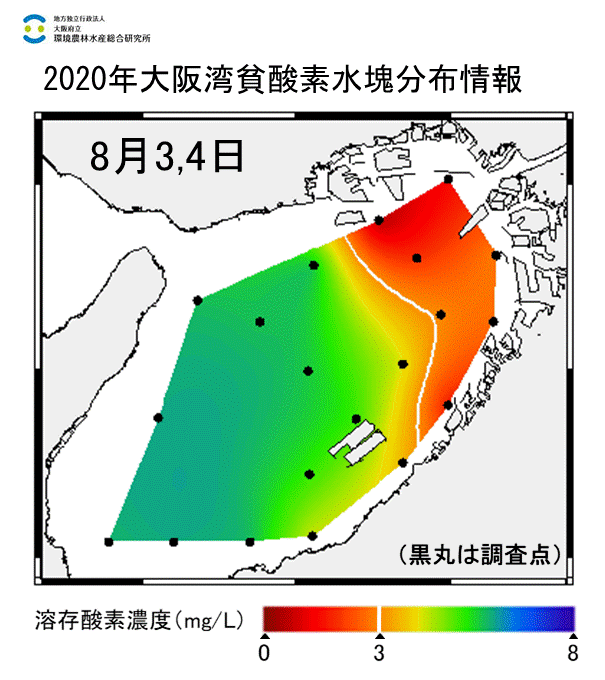 地方独立行政法人
大阪府立
環境農林水産総合研究所
2020年大阪湾貧酸素水塊分布情報
8月3,4日
(黒丸は調査点)
溶存酸素濃度(mg/L)
0 3 8